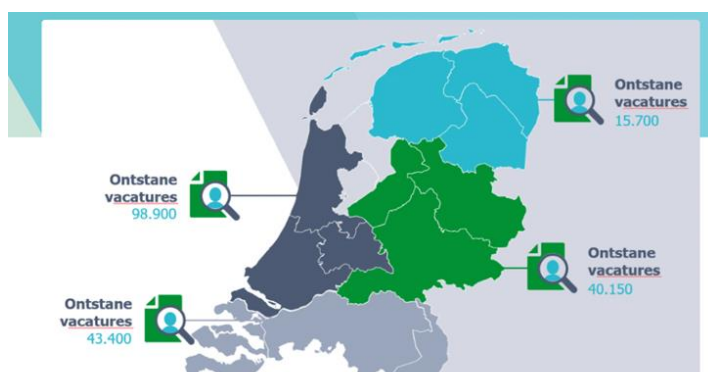 Ontstane
vacatures
15.700
Ontstane
vacatures
98.900
Ontstane
vacatures
40.150
Ontstane
vacatures
43.400